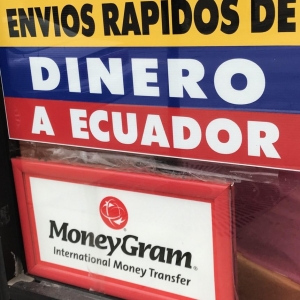 ENVIOS RAPIDOS DE
DINERO
A ECUADOR
MoneyGram®
International Money Transfer